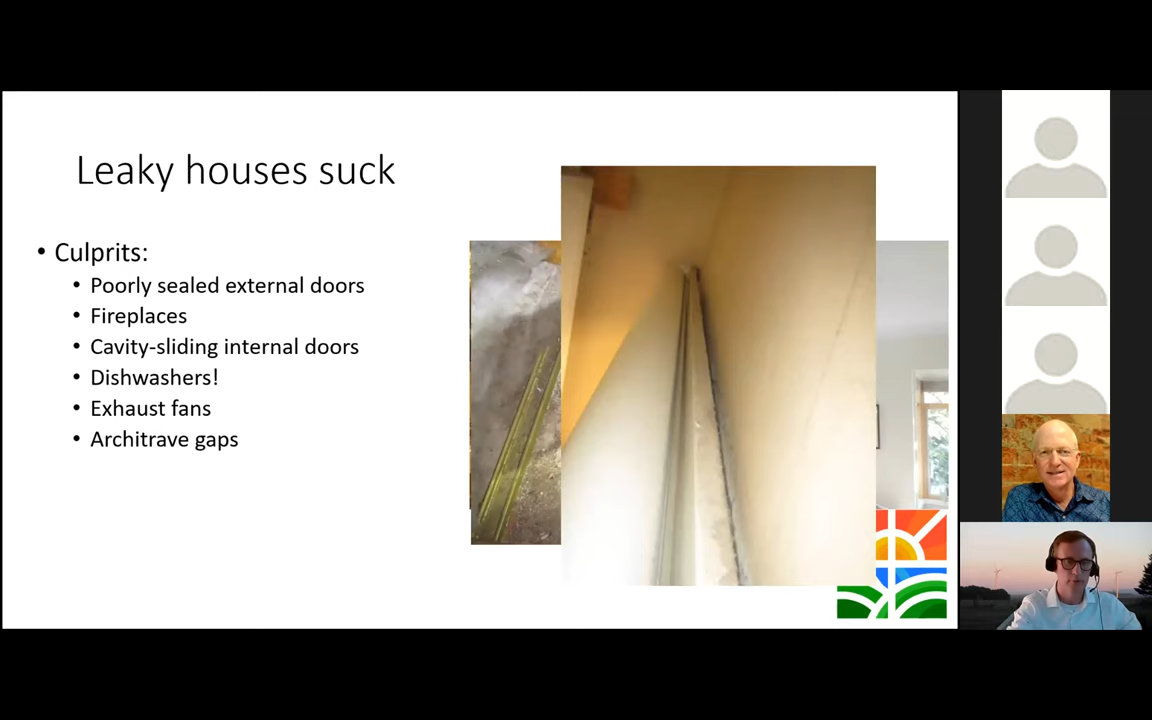 Leaky houses suck
• Culprits:
• Poorly sealed external doors
• Fireplaces
• Cavity-sliding internal doors
• Dishwashers!
• Exhaust fans
• Architrave gaps